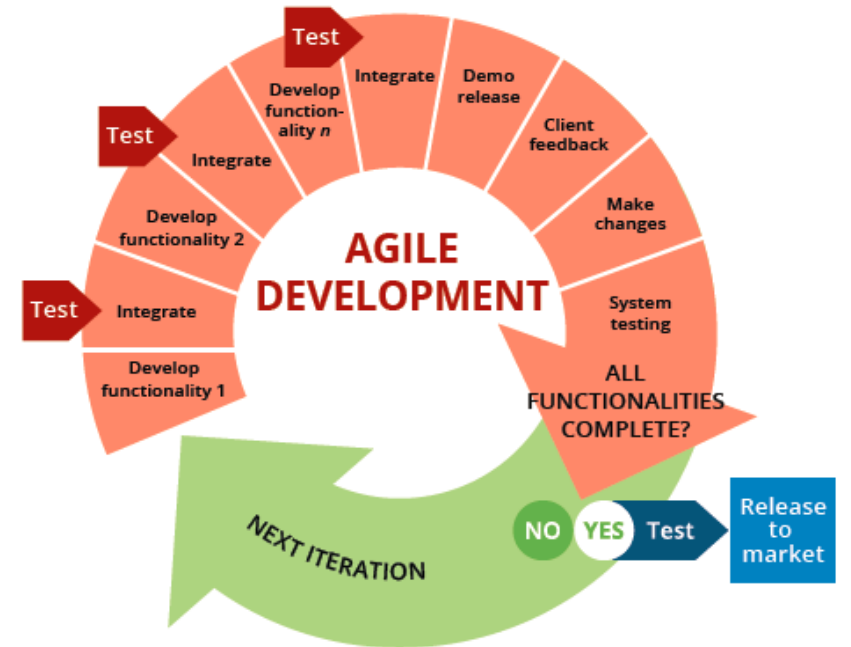 AGILE
DEVELOPMENT
Develop
functionality 1
Test
Integrate
Develop
functionality 2
Test
Integrate
Develop
function-
ality n
Test
Integrate
Demo
release
Client
feedback
Make
changes
System
testing
ALL
FUNCTIONALITIES
COMPLETE?
NO
YES
Test
Release
to
market
NEXT ITERATION